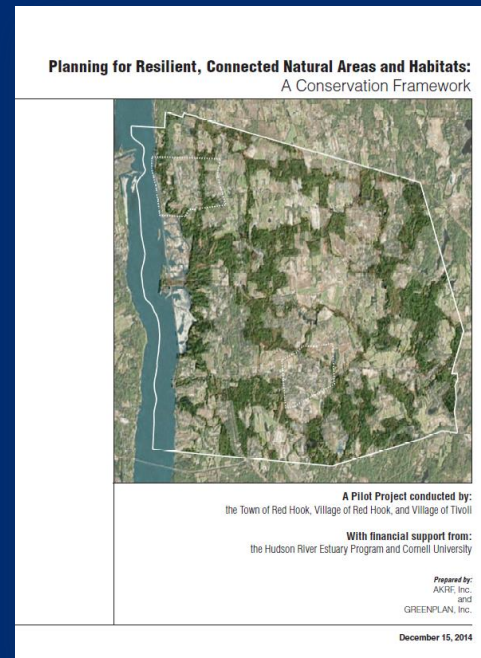 Planning for Resilient, Connected Natural Areas and Habitats:
A Conservation Framework
A Pilot Project conducted by:
the Town of Red Hook, Village of Red Hook, and Village of Tivoli
With financial support from:
the Hudson River Estuary Program and Cornell University
Prepared by:
AKRF, Inc.
and
GREENPLAN, Inc.
December 15, 2014